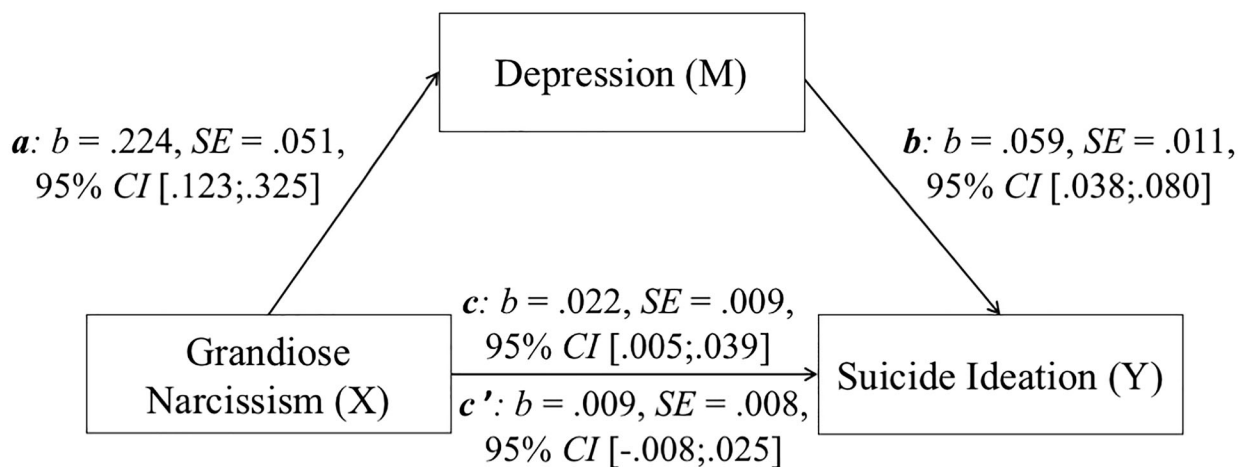 Depression (M)
a: b = .224, SE = .051,
95% CI [.123;.325]
b: b = .059, SE = .011,
95% CI [.038;.080]
c: b = .022, SE = .009,
95% CI [.005;.039]
Grandiose
Narcissism (X)
Suicide Ideation (Y)
c': b = .009, SE = .008,
95% CI [-.008;.025]